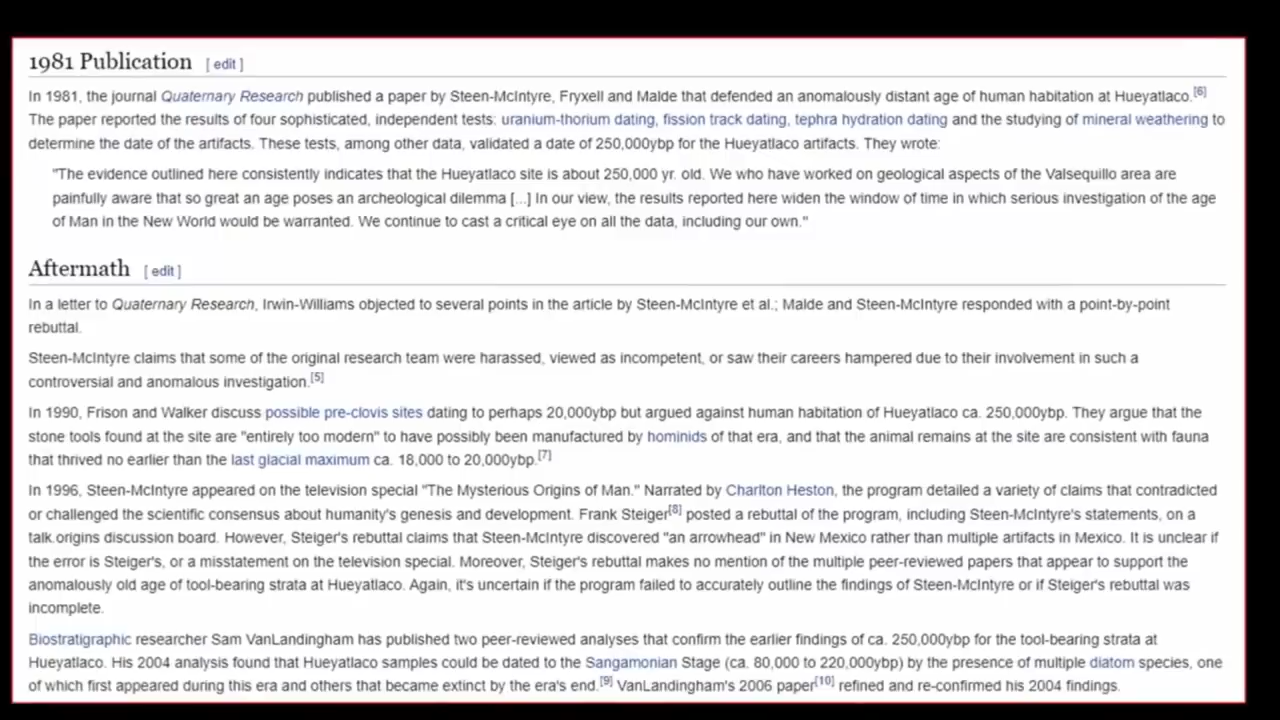 1981 Publication [ edit ]
In 1981, the journal Quaternary Research published a paper by Steen-McIntyre, Fryxell and Malde that defended an anomalously distant age of human habitation at Hueyatlaco.[6]
The paper reported the results of four sophisticated, independent tests: uranium-thorium dating, fission track dating, tephra hydration dating and the studying of mineral weathering to
determine the date of the artifacts. These tests, among other data, validated a date of 250,000ybp for the Hueyatlaco artifacts. They wrote:
"The evidence outlined here consistently indicates that the Hueyatlaco site is about 250,000 yr. old. We who have worked on geological aspects of the Valsequillo area are
painfully aware that so great an age poses an archeological dilemma [...] In our view, the results reported here widen the window of time in which serious investigation of the age
of Man in the New World would be warranted. We continue to cast a critical eye on all the data, including our own."
Aftermath [ edit ]
In a letter to Quaternary Research, Irwin-Williams objected to several points in the article by Steen-McIntyre et al.; Malde and Steen-McIntyre responded with a point-by-point
rebuttal.
Steen-McIntyre claims that some of the original research team were harassed, viewed as incompetent, or saw their careers hampered due to their involvement in such a
controversial and anomalous investigation.[5]
In 1990, Frison and Walker discuss possible pre-clovis sites dating to perhaps 20,000ybp but argued against human habitation of Hueyatlaco ca. 250,000ybp. They argue that the
stone tools found at the site are "entirely too modern" to have possibly been manufactured by hominids of that era, and that the animal remains at the site are consistent with fauna
that thrived no earlier than the last glacial maximum ca. 18,000 to 20,000ybp.[7]
In 1996, Steen-McIntyre appeared on the television special "The Mysterious Origins of Man." Narrated by Charlton Heston, the program detailed a variety of claims that contradicted
or challenged the scientific consensus about humanity's genesis and development. Frank Steiger[8] posted a rebuttal of the program, including Steen-McIntyre's statements, on a
talk.origins discussion board. However, Steiger's rebuttal claims that Steen-McIntyre discovered "an arrowhead" in New Mexico rather than multiple artifacts in Mexico. It is unclear if
the error is Steiger's, or a misstatement on the television special. Moreover, Steiger's rebuttal makes no mention of the multiple peer-reviewed papers that appear to support the
anomalously old age of tool-bearing strata at Hueyatlaco. Again, it's uncertain if the program failed to accurately outline the findings of Steen-McIntyre or if Steiger's rebuttal was
incomplete.
Biostratigraphic researcher Sam VanLandingham has published two peer-reviewed analyses that confirm the earlier findings of ca. 250,000ybp for the tool-bearing strata at
Hueyatlaco. His 2004 analysis found that Hueyatlaco samples could be dated to the Sangamonian Stage (ca. 80,000 to 220,000ybp) by the presence of multiple diatom species, one
of which first appeared during this era and others that became extinct by the era's end.[9] VanLandingham's 2006 paper[10] refined and re-confirmed his 2004 findings.